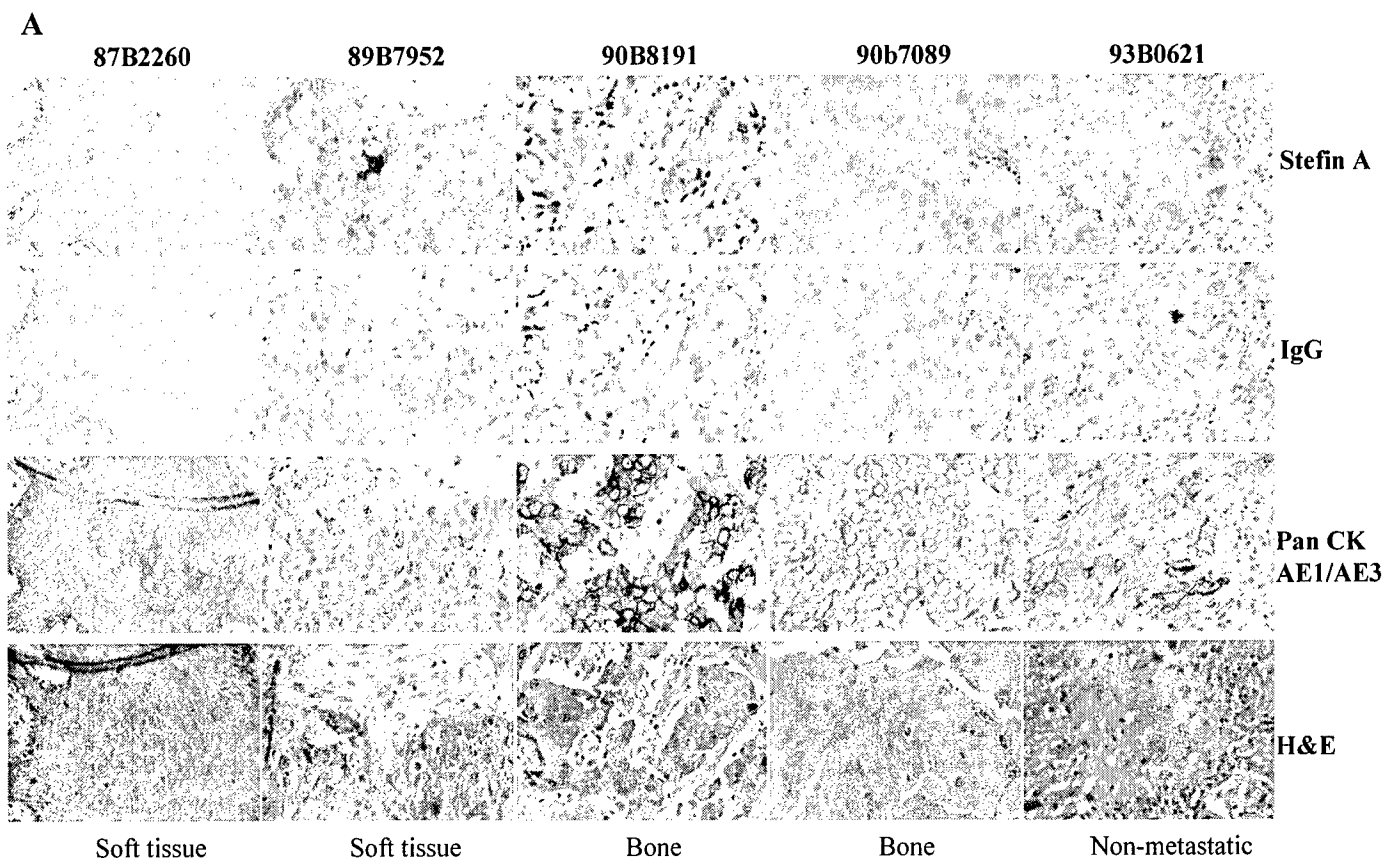 A
87B2260 89B7952 90B8191 90b7089 93B0621
Stefin A
IgG
Pan CK
AE1/AE3
H&E
Soft tissue Soft tissue Bone Bone Non-metastatic